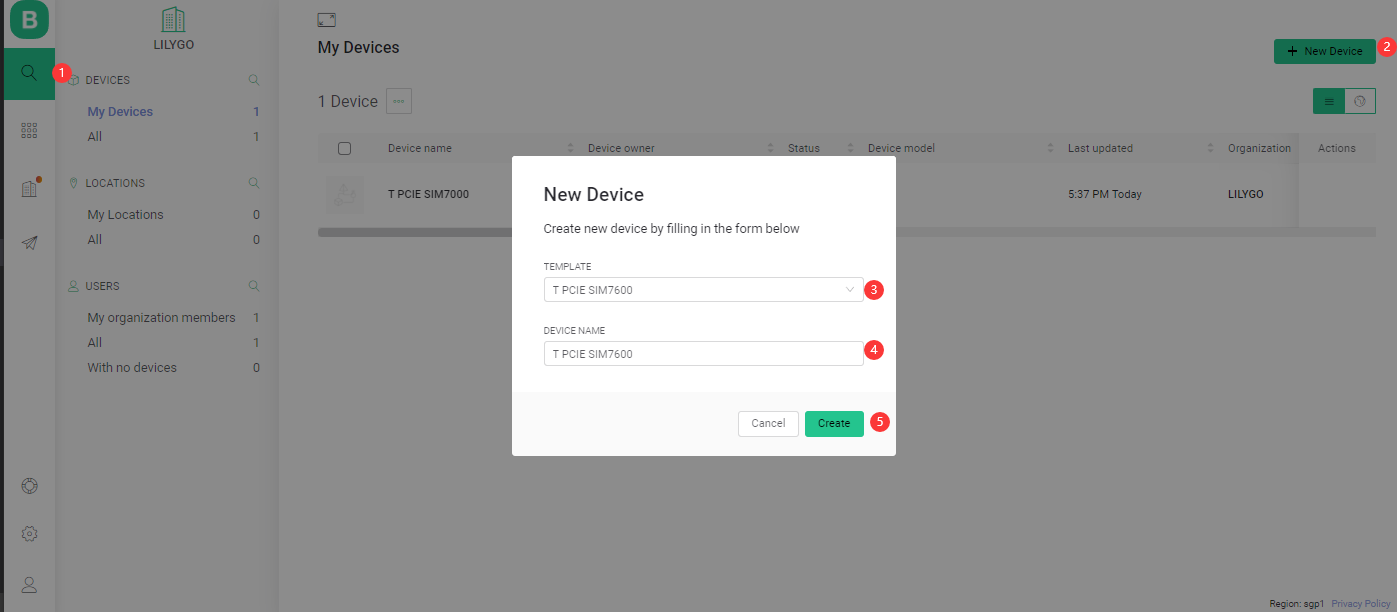 B
LILYGO
1
DEVICES
My Devices 1
All 1
LOCATIONS
My Locations 0
All 0
USERS
My organization members 1
All 1
With no devices 0
My Devices
+ New Device
2
1 Device
Device name
Device owner
Status
Device model
Last updated
Organization
Actions
T PCIE SIM7000
5:37 PM Today
LILYGO
New Device
Create new device by filling in the form below
TEMPLATE
T PCIE SIM7600
3
DEVICE NAME
T PCIE SIM7600
4
Cancel
Create
5
Region: sgp1 Privacy Policy